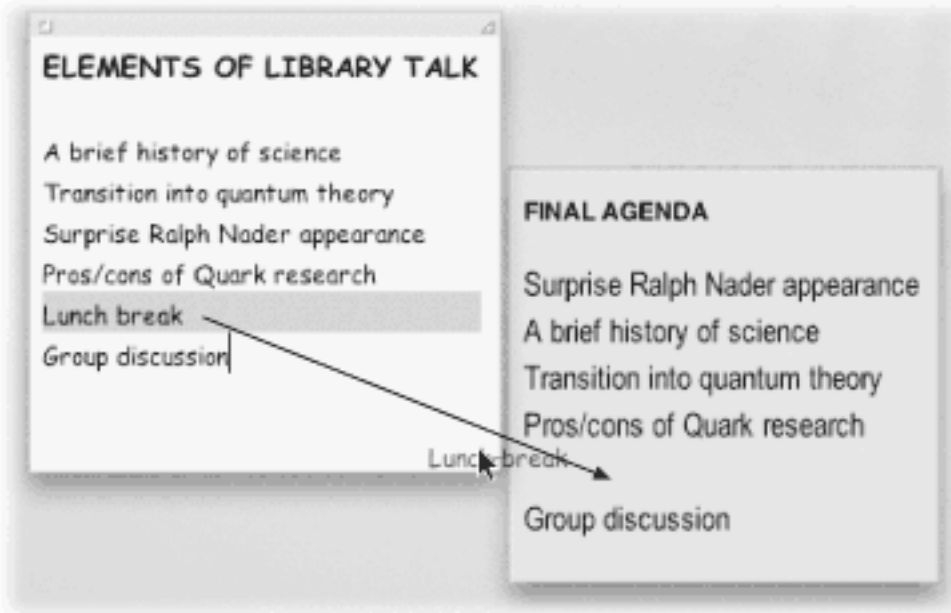 ELEMENTS OF LIBRARY TALK
A brief history of science
Transition into quantum theory
Surprise Ralph Nader appearance
Pros/cons of Quark research
Lunch break
Group discussion
Lunch break
FINAL AGENDA
Surprise Ralph Nader appearance
A brief history of science
Transition into quantum theory
Pros/cons of Quark research
Group discussion